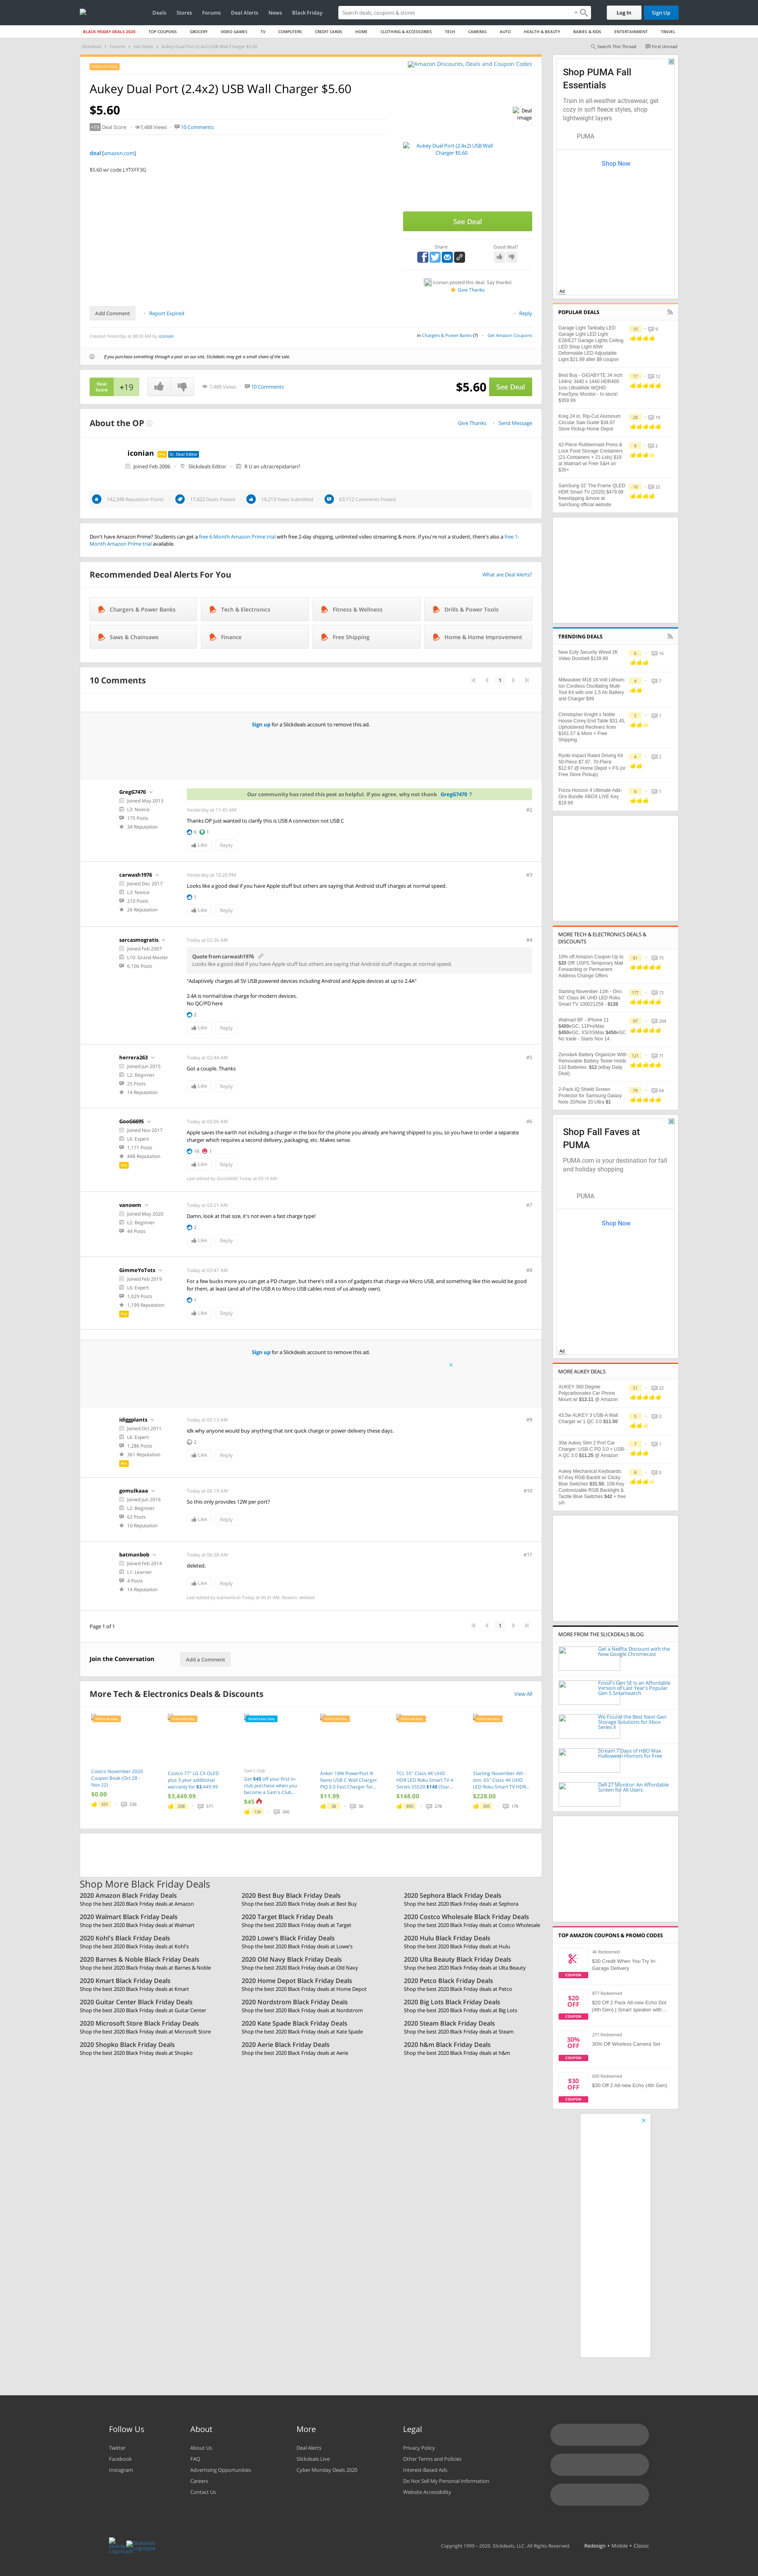 Deals
Stores
Forums
Deal Alerts
News
Black Friday
Search deals, coupons & stores
Log In
Sign Up
BLACK FRIDAY DEALS 2020
TOP COUPONS
GROCERY
VIDEO GAMES
TV
COMPUTERS
CREDIT CARDS
HOME
CLOTHING & ACCESSORIES
TECH
CAMERAS
AUTO
HEALTH & BEAUTY
BABIES & KIDS
ENTERTAINMENT
TRAVEL
Slickdeals
Forums
Hot Deals
Aukey Dual Port (2.4x2) USB Wall Charger $5.60
Search This Thread
First Unread
Amazon Discounts, Deals and Coupon Codes
Aukey Dual Port (2.4x2) USB Wall Charger $5.60
$5.60
Deal Image
+19 Deal Score
7,488 Views
10 Comments
deal [amazon.com]
$5.60 w/ code LYTXFF3G
Aukey Dual Port (2.4x2) USB Wall Charger $5.60
See Deal
Share
Good deal?
iconian posted this deal. Say thanks!
Give Thanks
Add Comment
Report Expired
Reply
Created Yesterday at 08:00 AM by iconian
in Chargers & Power Banks (?)
Get Amazon Coupons
If you purchase something through a post on our site, Slickdeals may get a small share of the sale.
Deal Score
+19
7,488 Views
10 Comments
$5.60
See Deal
About the OP
Give Thanks
Send Message
iconian
Pro
Sr. Deal Editor
Joined Feb 2006
Slickdeals Editor
R U an ultracrepidarian?
142,348 Reputation Points
17,422 Deals Posted
14,213 Votes Submitted
63,112 Comments Posted
Don't have Amazon Prime? Students can get a free 6-Month Amazon Prime trial with free 2-day shipping, unlimited video streaming & more. If you're not a student, there's also a free 1-Month Amazon Prime trial available.
Recommended Deal Alerts For You
What are Deal Alerts?
Chargers & Power Banks
Tech & Electronics
Fitness & Wellness
Drills & Power Tools
Saws & Chainsaws
Finance
Free Shipping
Home & Home Improvement
10 Comments
1
Sign up for a Slickdeals account to remove this ad.
GregG7470
Joined May 2013
L3: Novice
175 Posts
34 Reputation
Our community has rated this post as helpful. If you agree, why not thank GregG7470 ?
Yesterday at 11:45 AM
#2
Thanks OP just wanted to clarify this is USB A connection not USB C
6
1
Like
Reply
carwash1976
Joined Dec 2017
L3: Novice
210 Posts
26 Reputation
Yesterday at 10:20 PM
#3
Looks like a good deal if you have Apple stuff but others are saying that Android stuff charges at normal speed.
1
Like
Reply
sarcasmogratis
Joined Feb 2007
L10: Grand Master
6,106 Posts
Today at 02:36 AM
#4
Quote from carwash1976
Looks like a good deal if you have Apple stuff but others are saying that Android stuff charges at normal speed.
"Adaptively charges all 5V USB powered devices including Android and Apple devices at up to 2.4A"
2.4A is normal/slow charge for modern devices.
No QC/PD here
2
Like
Reply
herrera263
Joined Jun 2015
L2: Beginner
25 Posts
14 Reputation
Today at 02:44 AM
#5
Got a couple. Thanks
Like
Reply
GooG6695
Joined Nov 2017
L6: Expert
1,171 Posts
448 Reputation
Pro
Today at 03:06 AM
#6
Apple saves the earth not including a charger in the box for the phone you already are having shipped to you, so you have to order a separate charger which requires a second delivery, packaging, etc. Makes sense.
16
1
Like
Reply
Last edited by GooG6695 Today at 03:10 AM.
vanowm
Joined May 2020
L2: Beginner
44 Posts
Today at 03:21 AM
#7
Damn, look at that size, it's not even a fast charge type!
2
Like
Reply
GimmeYoTots
Joined Feb 2019
L6: Expert
1,029 Posts
1,199 Reputation
Pro
Today at 03:47 AM
#8
For a few bucks more you can get a PD charger, but there's still a ton of gadgets that charge via Micro USB, and something like this would be good for them, at least (and all of the USB A to Micro USB cables most of us already own).
1
Like
Reply
Sign up for a Slickdeals account to remove this ad.
idiggplants
Joined Oct 2011
L6: Expert
1,286 Posts
361 Reputation
Pro
Today at 05:13 AM
#9
idk why anyone would buy anything that isnt quick charge or power delivery these days.
2
Like
Reply
gomulkaaa
Joined Jun 2016
L2: Beginner
62 Posts
10 Reputation
Today at 06:19 AM
#10
So this only provides 12W per port?
Like
Reply
batmanbob
Joined Feb 2014
L1: Learner
4 Posts
14 Reputation
Today at 06:38 AM
#11
deleted.
Like
Reply
Last edited by batmanbob Today at 06:41 AM. Reason: deleted
Page 1 of 1
1
Join the Conversation
Add a Comment
More Tech & Electronics Deals & Discounts
View All
Costco November 2020 Coupon Book (Oct 28 - Nov 22)
$0.00
Costco 77" LG CX OLED plus 3 year additional warranty for $3,449.99
$3,449.99
Sam's Club
Get $45 off your first in-club purchase when you become a Sam's Club...
$45
Anker 18W PowerPort III Nano USB C Wall Charger PIQ 3.0 Fast Charger for...
$11.99
TCL 55" Class 4K UHD HDR LED Roku Smart TV 4 Series 55S20 $148 (Star...
$148.00
Starting November 4th - onn. 65" Class 4K UHD LED Roku Smart TV HDR...
$228.00
Shop More Black Friday Deals
2020 Amazon Black Friday Deals
Shop the best 2020 Black Friday deals at Amazon
2020 Best Buy Black Friday Deals
Shop the best 2020 Black Friday deals at Best Buy
2020 Sephora Black Friday Deals
Shop the best 2020 Black Friday deals at Sephora
2020 Walmart Black Friday Deals
Shop the best 2020 Black Friday deals at Walmart
2020 Target Black Friday Deals
Shop the best 2020 Black Friday deals at Target
2020 Costco Wholesale Black Friday Deals
Shop the best 2020 Black Friday deals at Costco Wholesale
2020 Kohl's Black Friday Deals
Shop the best 2020 Black Friday deals at Kohl's
2020 Lowe's Black Friday Deals
Shop the best 2020 Black Friday deals at Lowe's
2020 Hulu Black Friday Deals
Shop the best 2020 Black Friday deals at Hulu
2020 Barnes & Noble Black Friday Deals
Shop the best 2020 Black Friday deals at Barnes & Noble
2020 Old Navy Black Friday Deals
Shop the best 2020 Black Friday deals at Old Navy
2020 Ulta Beauty Black Friday Deals
Shop the best 2020 Black Friday deals at Ulta Beauty
2020 Kmart Black Friday Deals
Shop the best 2020 Black Friday deals at Kmart
2020 Home Depot Black Friday Deals
Shop the best 2020 Black Friday deals at Home Depot
2020 Petco Black Friday Deals
Shop the best 2020 Black Friday deals at Petco
2020 Guitar Center Black Friday Deals
Shop the best 2020 Black Friday deals at Guitar Center
2020 Nordstrom Black Friday Deals
Shop the best 2020 Black Friday deals at Nordstrom
2020 Big Lots Black Friday Deals
Shop the best 2020 Black Friday deals at Big Lots
2020 Microsoft Store Black Friday Deals
Shop the best 2020 Black Friday deals at Microsoft Store
2020 Kate Spade Black Friday Deals
Shop the best 2020 Black Friday deals at Kate Spade
2020 Steam Black Friday Deals
Shop the best 2020 Black Friday deals at Steam
2020 Shopko Black Friday Deals
Shop the best 2020 Black Friday deals at Shopko
2020 Aerie Black Friday Deals
Shop the best 2020 Black Friday deals at Aerie
2020 h&m Black Friday Deals
Shop the best 2020 Black Friday deals at h&m
Shop PUMA Fall Essentials
Train in all-weather activewear, get cozy in soft fleece styles, shop lightweight layers
PUMA
Shop Now
Ad
POPULAR DEALS
Garage Light Tanbaby LED Garage Light LED Light E26/E27 Garage Lights Ceiling LED Shop Light 60W Deformable LED Adjustable Light $21.99 after $8 coupon
Best Buy - GIGABYTE 34 inch 144Hz 3440 x 1440 HDR400 1ms UltraWide WQHD FreeSync Monitor - In stock! $359.99
Kreg 24 in. Rip-Cut Aluminum Circular Saw Guide $34.97 Store Pickup Home Depot
42-Piece Rubbermaid Press & Lock Food Storage Containers (21-Containers + 21-Lids) $19 at Walmart w/ Free S&H on $35+
SamSung 32' The Frame QLED HDR Smart TV (2020) $479.99 freeshipping &more at SamSung official website
TRENDING DEALS
New Eufy Security Wired 2K Video Doorbell $139.99
Milwaukee M18 18-Volt Lithium-Ion Cordless Oscillating Multi-Tool Kit with one 1.5 Ah Battery and Charger $99
Christopher Knight x Noble House Corey End Table $31.45, Upholstered Recliners from $161.57 & More + Free Shipping
Ryobi Impact Rated Driving Kit 50-Piece $7.97, 70-Piece $12.97 @ Home Depot + FS (or Free Store Pickup)
Forza Horizon 4 Ultimate Add-Ons Bundle XBOX LIVE Key $19.99
MORE TECH & ELECTRONICS DEALS & DISCOUNTS
10% off Amazon Coupon Up to $20 Off/ USPS Temporary Mail Forwarding or Permanent Address Change Offers
Starting November 11th - Onn. 50" Class 4K UHD LED Roku Smart TV 100021258 - $128
Walmart BF - iPhone 11 $400eGC, 11Pro/Max $450eGC, XS/XSMax $450eGC No trade - Starts Nov 14
Zerodark Battery Organizer With Removable Battery Tester Holds 110 Batteries. $12 (eBay Daily Deal)
2-Pack IQ Shield Screen Protector for Samsung Galaxy Note 20/Note 20 Ultra $1
Shop Fall Faves at PUMA
PUMA.com is your destination for fall and holiday shopping
PUMA
Shop Now
Ad
MORE AUKEY DEALS
AUKEY 360 Degree Polycarbonates Car Phone Mount w/ $12.11 @ Amazon
43.5w AUKEY 3 USB-A Wall Charger w/ 1 QC 3.0 $11.50
30w Aukey Slim 2-Port Car Charger: USB-C PD 3.0 + USB-A QC 3.0 $11.25 @ Amazon
Aukey Mechanical Keyboards: 87-Key RGB Backlit w/ Clicky Blue Switches $31.50, 108-Key Customizable RGB Backlight & Tactile Blue Switches $42 + free s/h
MORE FROM THE SLICKDEALS BLOG
Get a Netflix Discount with the New Google Chromecast
Fossil's Gen 5E is an Affordable Version of Last Year's Popular Gen 5 Smartwatch
We Found the Best Next-Gen Storage Solutions for Xbox Series X
Stream 7 Days of HBO Max Halloween Horrors for Free
Dell 27 Monitor: An Affordable Screen for All Users
TOP AMAZON COUPONS & PROMO CODES
4k Redeemed
$30 Credit When You Try In-Garage Delivery
COUPON
$20 OFF
877 Redeemed
$20 Off 2 Pack All-new Echo Dot (4th Gen) | Smart speaker with...
COUPON
30% OFF
271 Redeemed
30% Off Wireless Camera Set
COUPON
$30 OFF
600 Redeemed
$30 Off 2 All-new Echo (4th Gen)
COUPON
Follow Us
Twitter
Facebook
Instagram
About
About Us
FAQ
Advertising Opportunities
Careers
Contact Us
More
Deal Alerts
Slickdeals Live
Cyber Monday Deals 2020
Legal
Privacy Policy
Other Terms and Policies
Interest-Based Ads
Do Not Sell My Personal Information
Website Accessibility
Copyright 1999 – 2020. Slickdeals, LLC. All Rights Reserved.
Redesign • Mobile • Classic